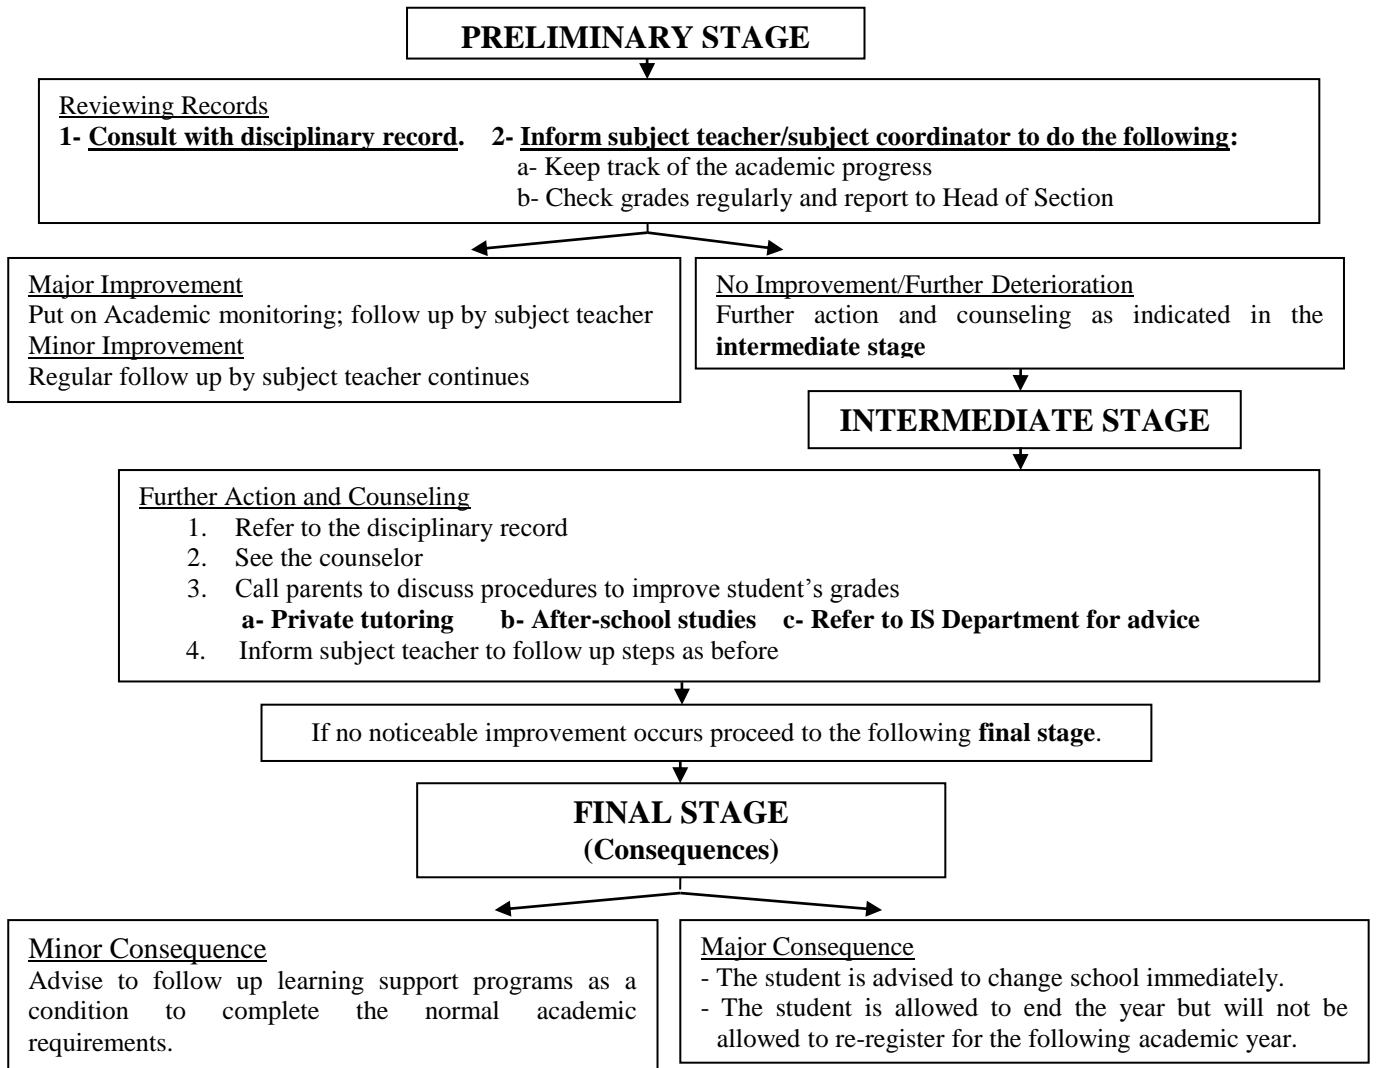 PRELIMINARY STAGE
Reviewing Records
1- Consult with disciplinary record. 2- Inform subject teacher/subject coordinator to do the following:
a- Keep track of the academic progress
b- Check grades regularly and report to Head of Section
Major Improvement
Put on Academic monitoring; follow up by subject teacher
Minor Improvement
Regular follow up by subject teacher continues
No Improvement/Further Deterioration
Further action and counseling as indicated in the
intermediate stage
INTERMEDIATE STAGE
Further Action and Counseling
1. Refer to the disciplinary record
2. See the counselor
3. Call parents to discuss procedures to improve student's grades
a- Private tutoring b- After-school studies c- Refer to IS Department for advice
4. Inform subject teacher to follow up steps as before
If no noticeable improvement occurs proceed to the following final stage.
FINAL STAGE
(Consequences)
Minor Consequence
Advise to follow up learning support programs as a
condition to complete the normal academic
requirements.
Major Consequence
- The student is advised to change school immediately.
- The student is allowed to end the year but will not be
allowed to re-register for the following academic year.